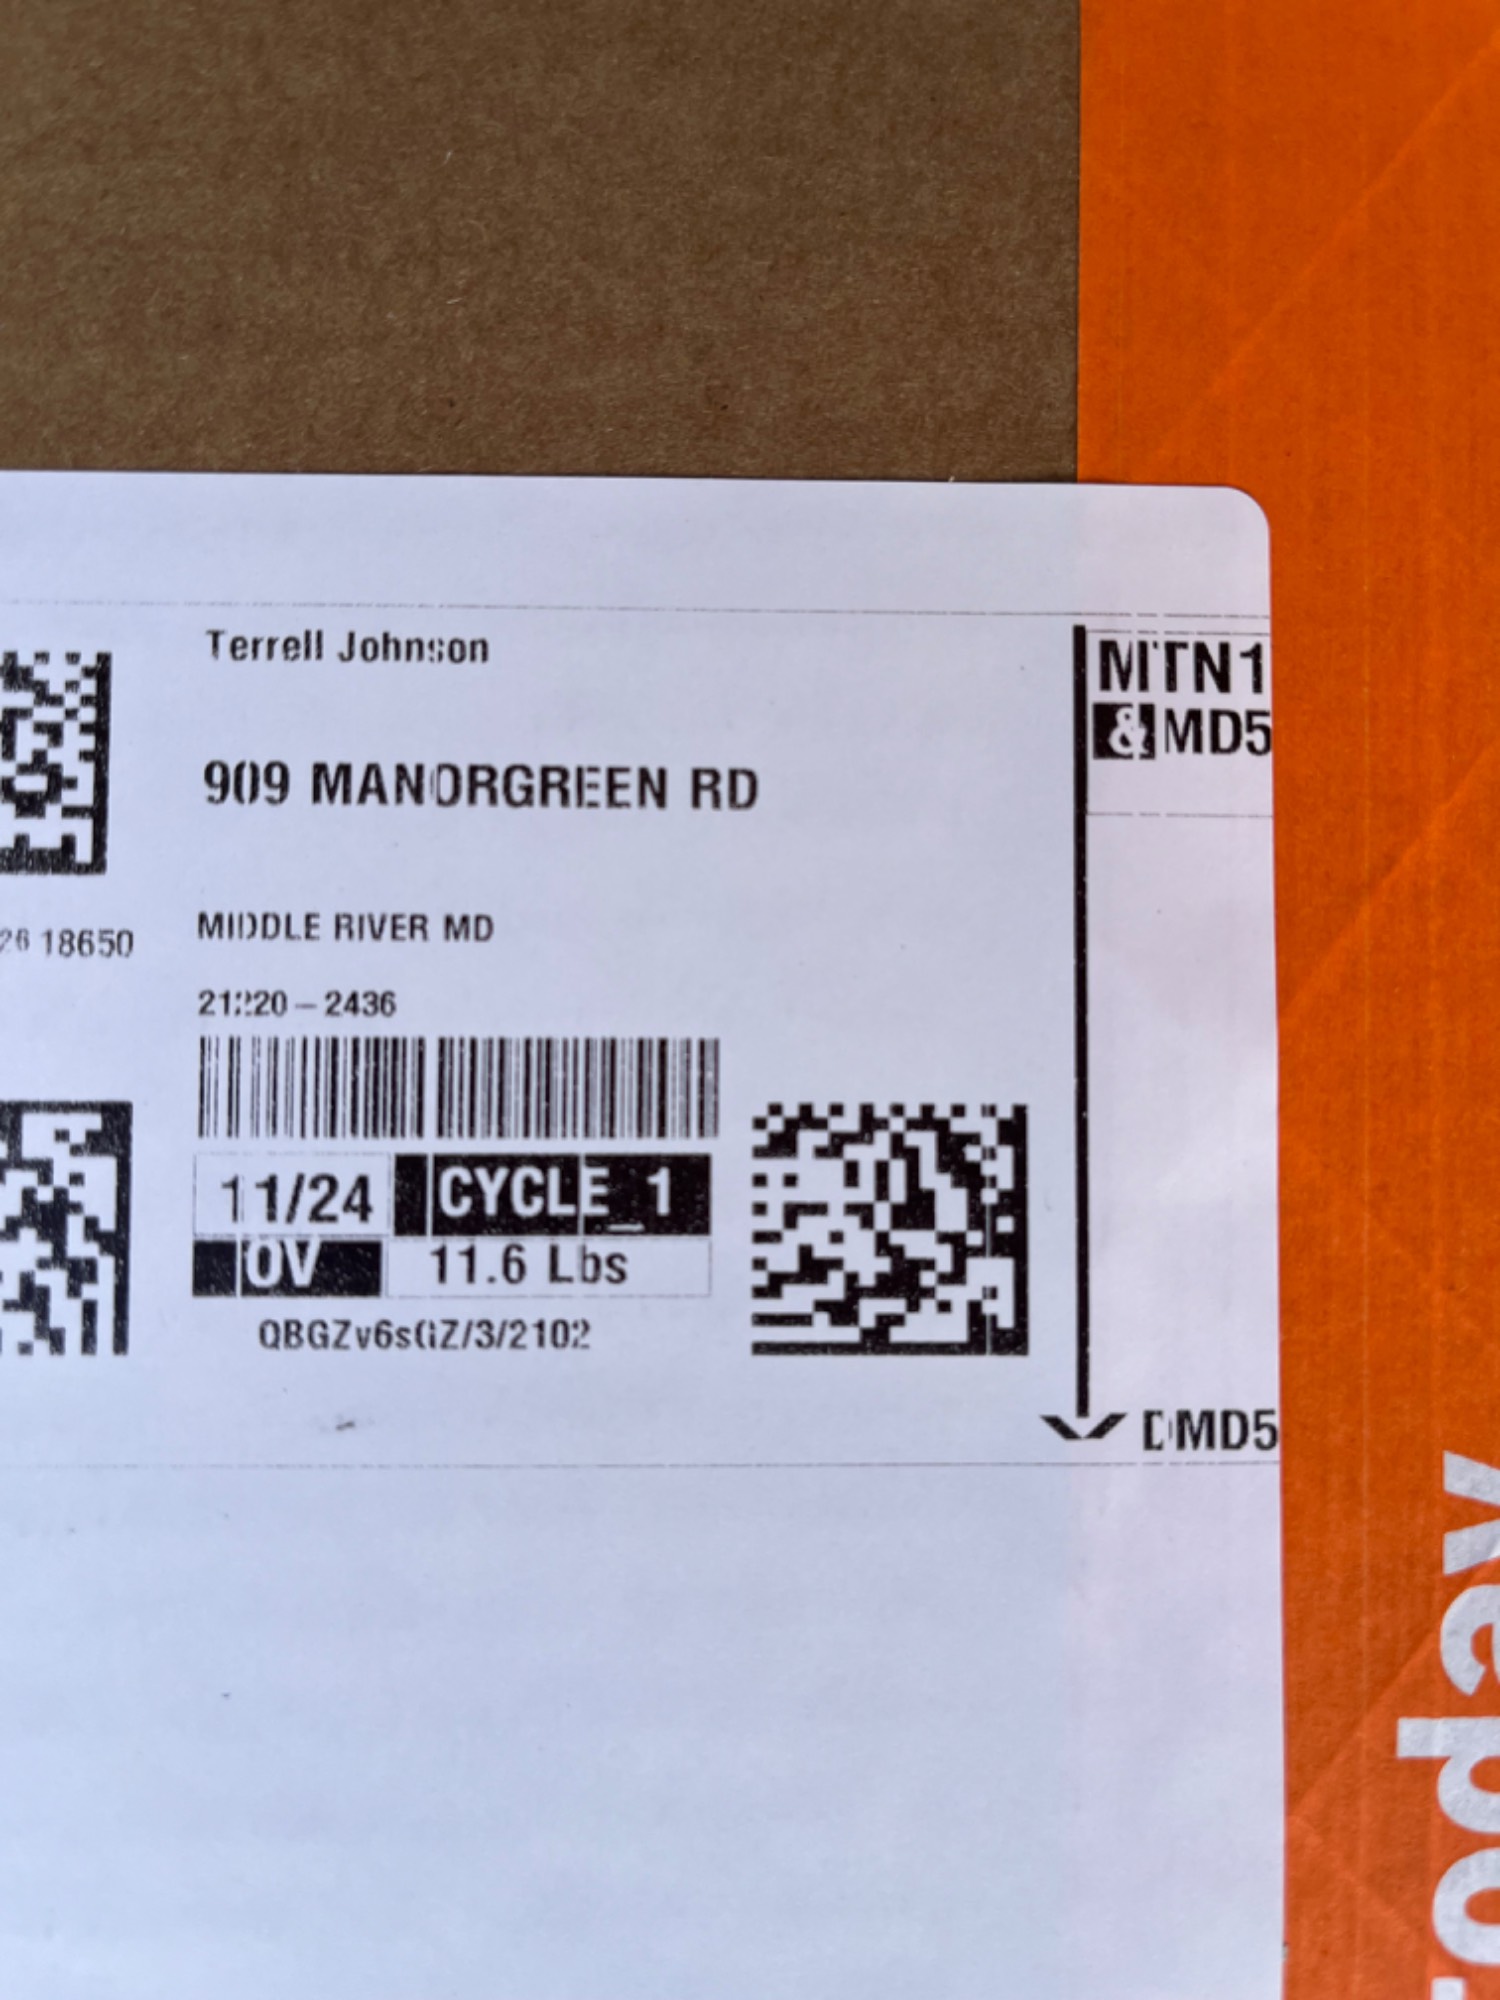 Terrell Johnson
MTN1
& MD5
909 MANORGREEN RD
26 18650
MIDDLE RIVER MD
21220 – 2436
11/24 CYCLE_1
OV 11.6 Lbs
QBGZv6sGZ/3/2102
DMD5
today